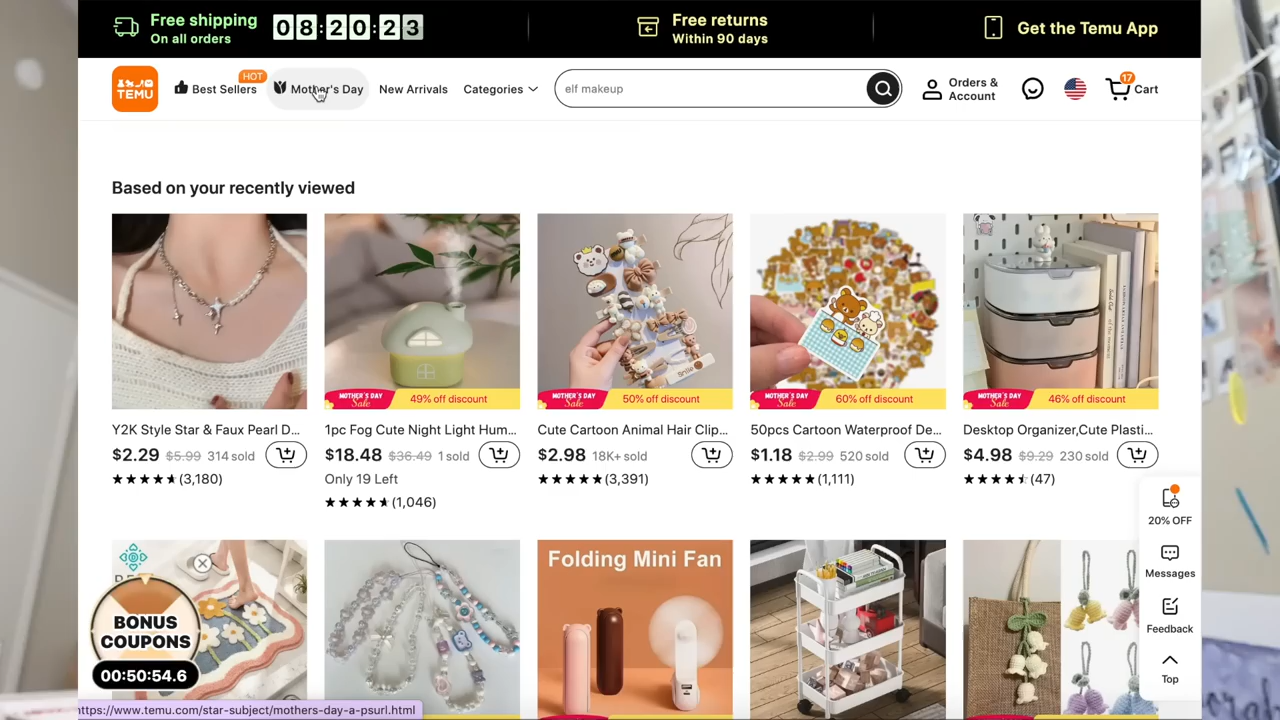 Free shipping
On all orders
08:20:23
Free returns
Within 90 days
Get the Temu App
TEMU
Best Sellers
HOT
Mother's Day
New Arrivals
Categories
elf makeup
Orders &
Account
17
Cart
Based on your recently viewed
MOTHER'S DAY
Sale
49% off discount
Smile
MOTHER'S DAY
Sale
50% off discount
MOTHER'S DAY
Sale
60% off discount
MOTHER'S DAY
Sale
46% off discount
Y2K Style Star & Faux Pearl D...
$2.29 $5.99 314 sold
(3,180)
1pc Fog Cute Night Light Hum...
$18.48 $36.49 1 sold
Only 19 Left
(1,046)
Cute Cartoon Animal Hair Clip...
$2.98 18K+ sold
(3,391)
50pcs Cartoon Waterproof De...
$1.18 $2.99 520 sold
(1,111)
Desktop Organizer,Cute Plasti...
$4.98 $9.29 230 sold
(47)
20% OFF
Messages
Feedback
Top
BONUS
COUPONS
00:50:54.6
Folding Mini Fan
https://www.temu.com/star-subject/mothers-day-a-psurl.html